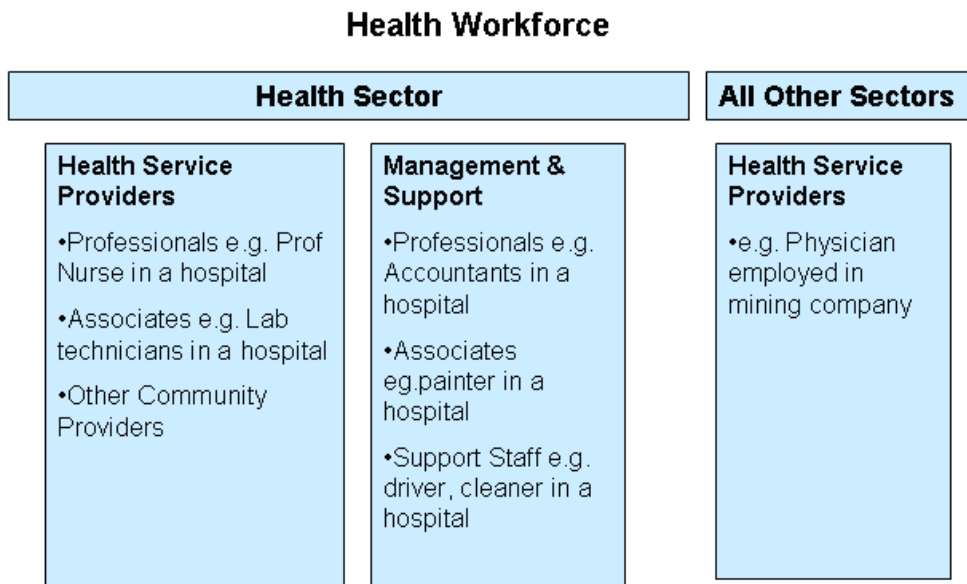 Health Workforce
Health Sector
All Other Sectors
Health Service
Providers
•Professionals e.g. Prof
Nurse in a hospital
•Associates e.g. Lab
technicians in a hospital
•Other Community
Providers
Management &
Support
•Professionals e.g.
Accountants in a
hospital
•Associates
eg.painter in a
hospital
•Support Staff e.g.
driver, cleaner in a
hospital
Health Service
Providers
•e.g. Physician
employed in
mining company